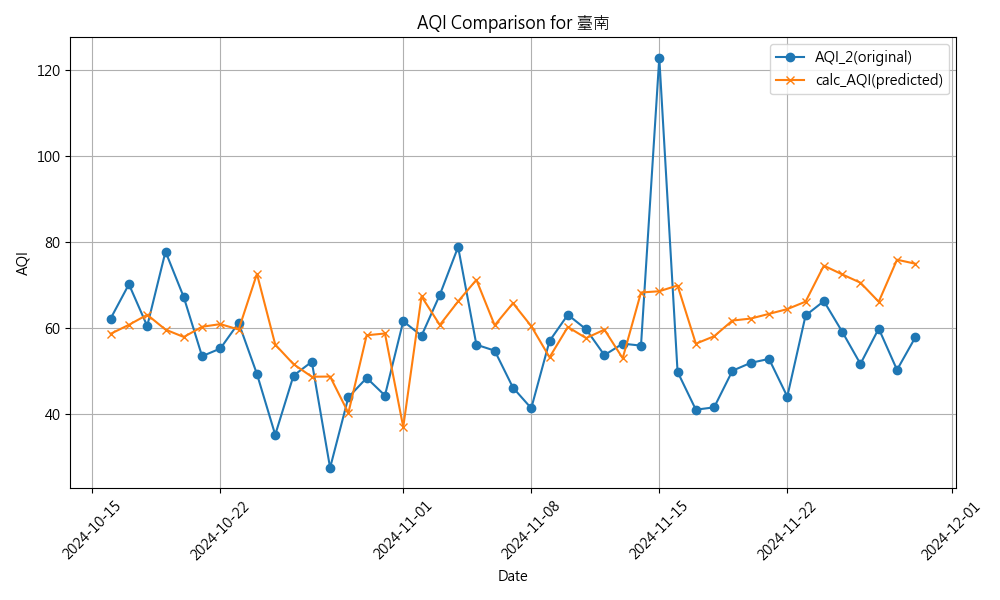 AQI Comparison for 臺南
AQI_2(original)
calc_AQI(predicted)
120
100
80
60
40
AQI
2024-10-15
2024-10-22
2024-11-01
2024-11-08
2024-11-15
2024-11-22
2024-12-01
Date